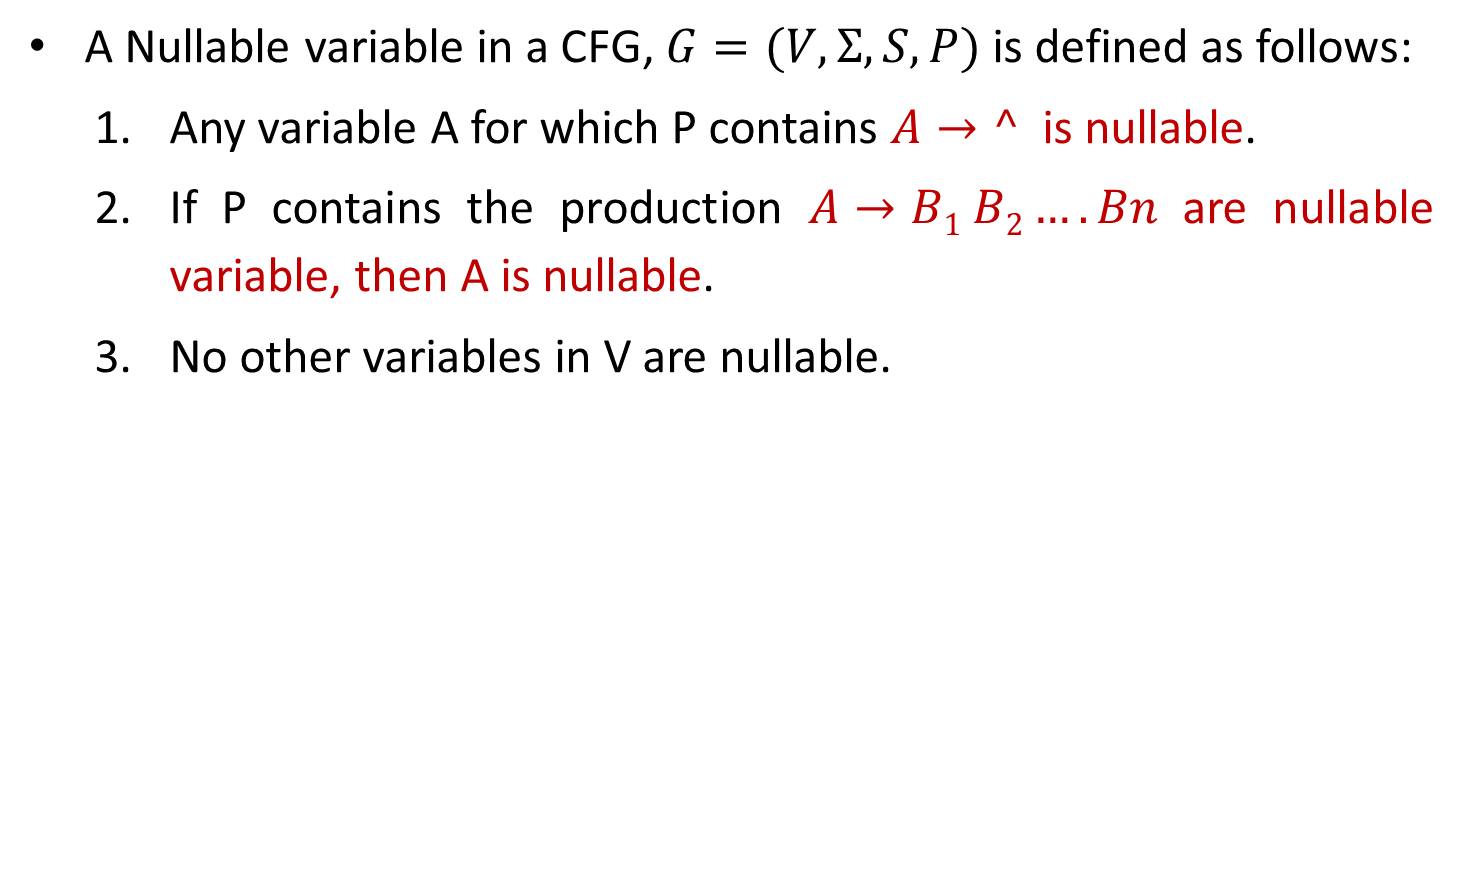 • A Nullable variable in a CFG, G = (V, Σ, S, P) is defined as follows:
1. Any variable A for which P contains A → ^ is nullable.
2. If P contains the production A → B₁ B₂ … . Bn are nullable
variable, then A is nullable.
3. No other variables in V are nullable.